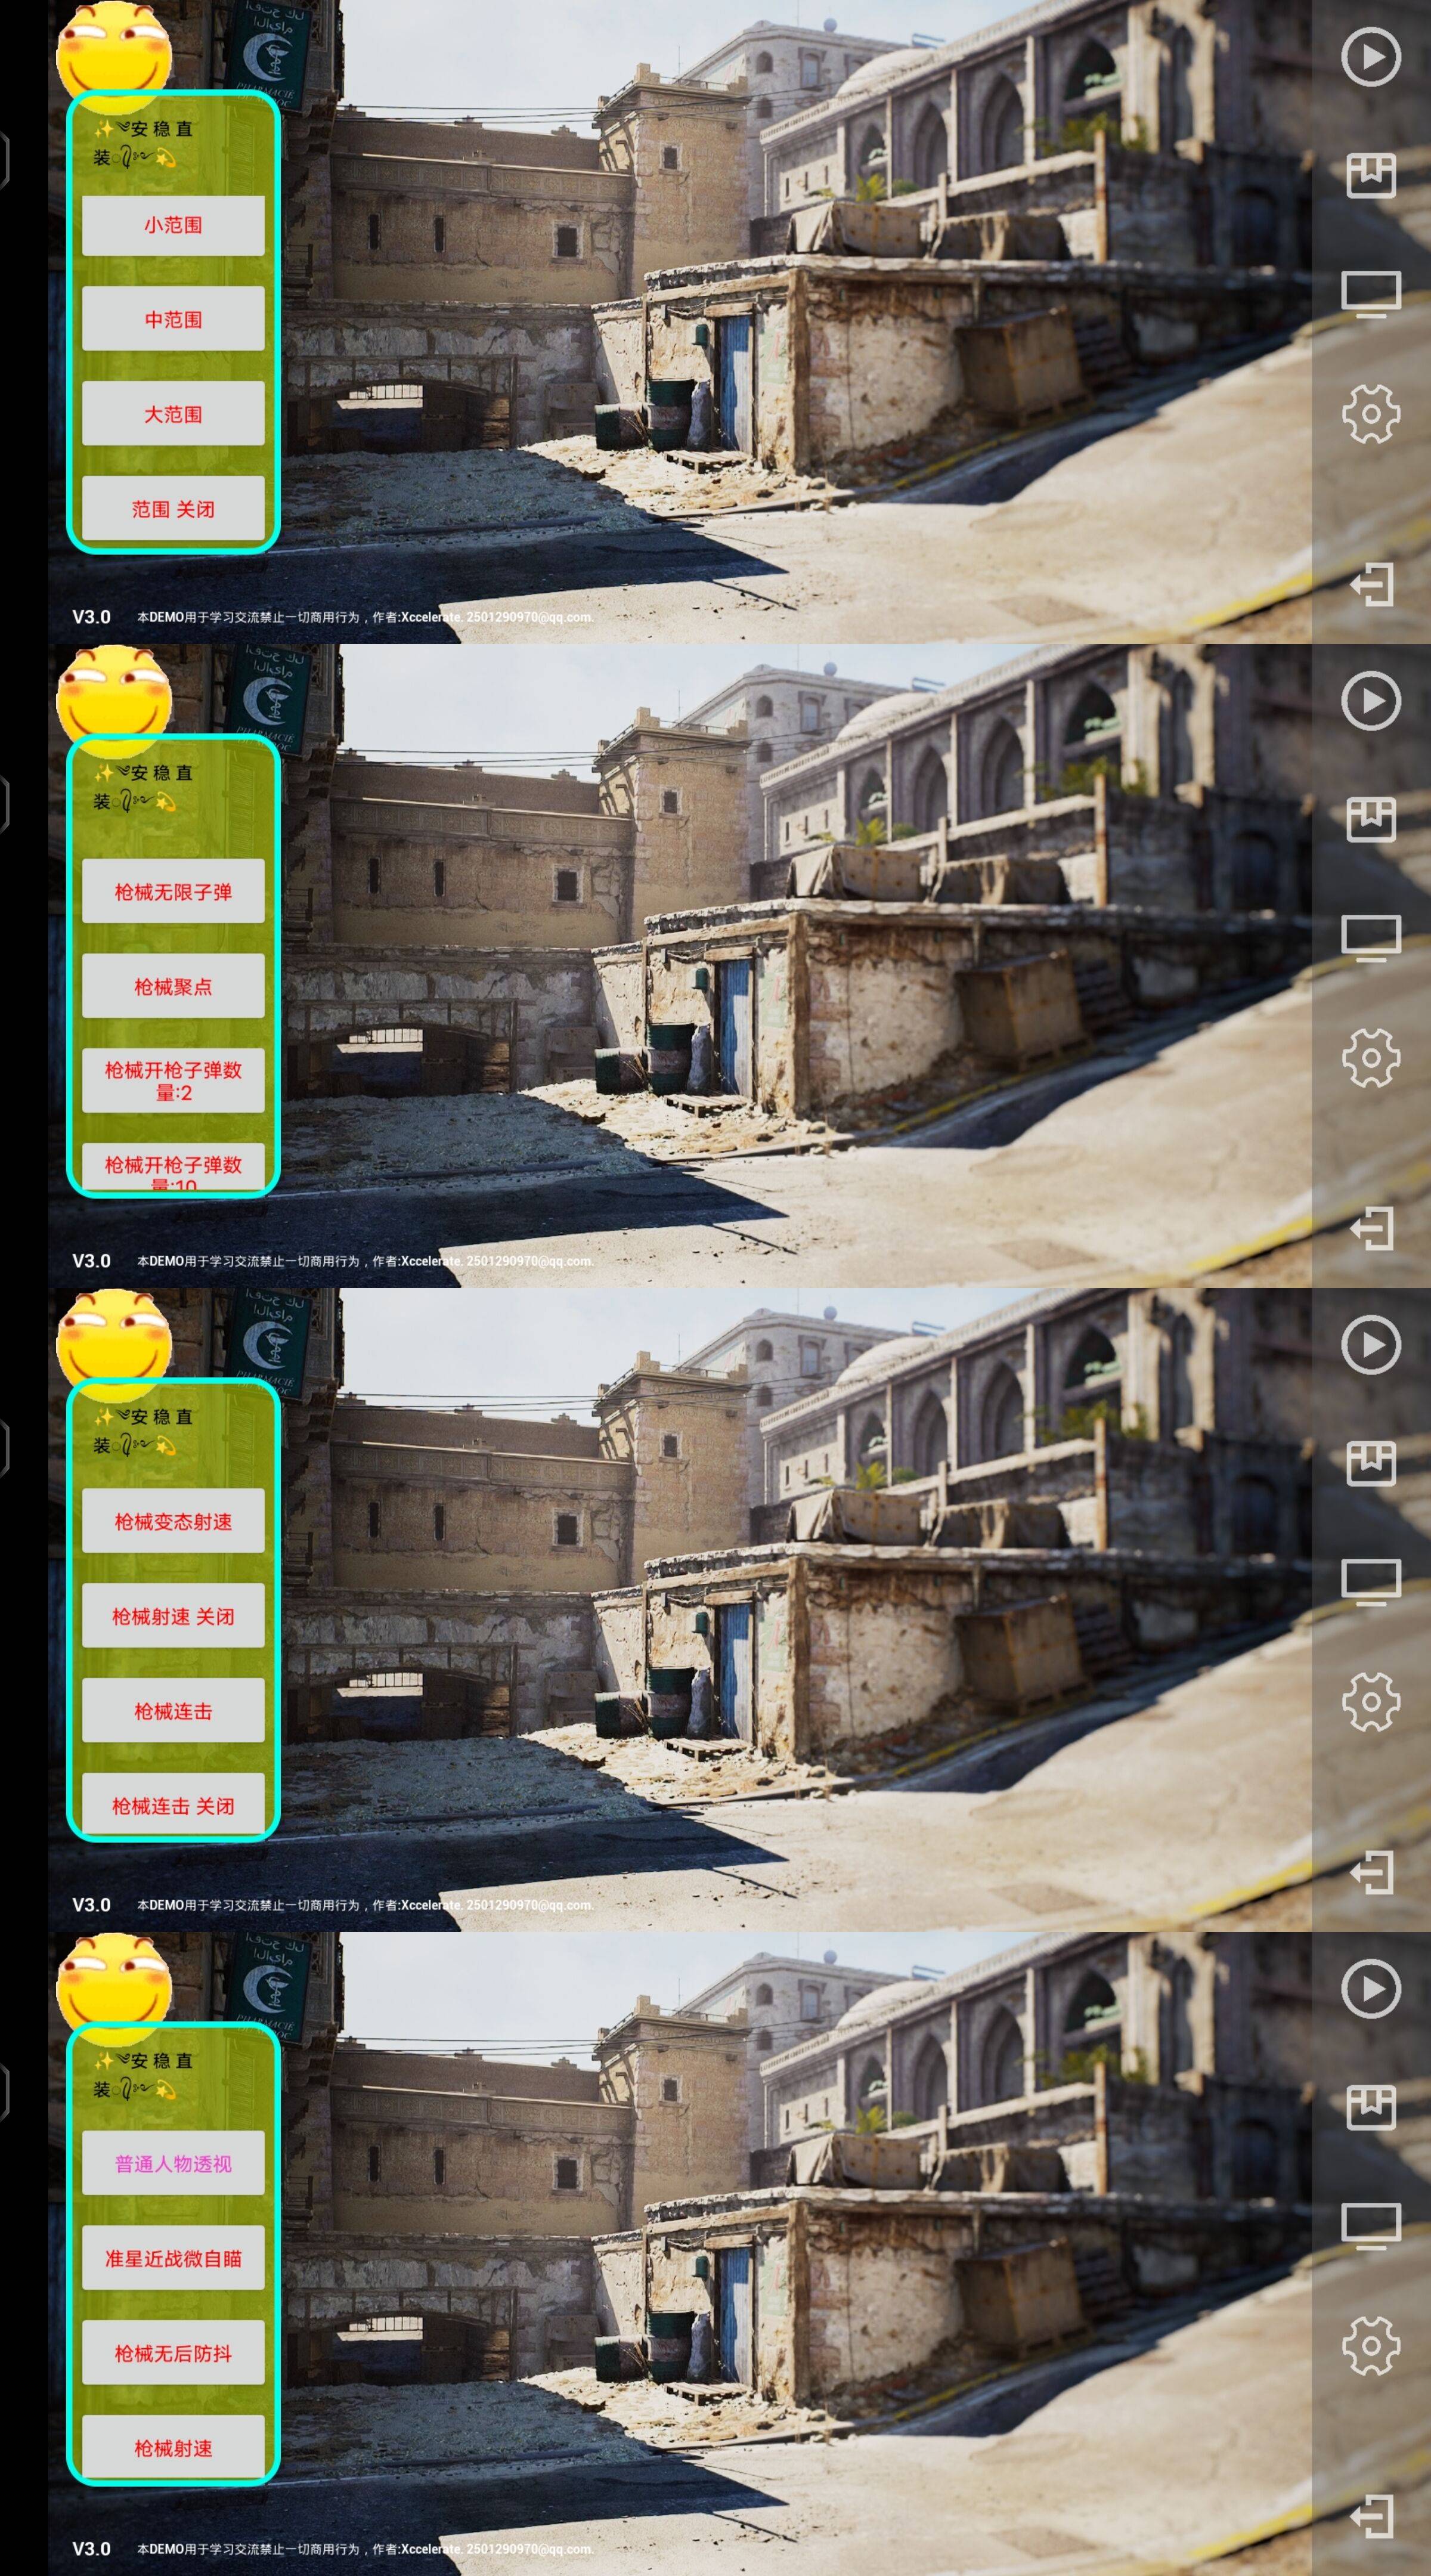 PHARMACIE
✨༄安 稳 直
装ꦿ໑࿐💫
小范围
中范围
大范围
范围 关闭
V3.0
本DEMO用于学习交流禁止一切商用行为，作者:Xccelerate. 2501290970@qq.com.
PHARMACIE
✨༄安 稳 直
装ꦿ໑࿐💫
枪械无限子弹
枪械聚点
枪械开枪子弹数
量:2
枪械开枪子弹数
量:10
V3.0
本DEMO用于学习交流禁止一切商用行为，作者:Xccelerate. 2501290970@qq.com.
PHARMACIE
✨༄安 稳 直
装ꦿ໑࿐💫
枪械变态射速
枪械射速 关闭
枪械连击
枪械连击 关闭
V3.0
本DEMO用于学习交流禁止一切商用行为，作者:Xccelerate. 2501290970@qq.com.
PHARMACIE
✨༄安 稳 直
装ꦿ໑࿐💫
普通人物透视
准星近战微自瞄
枪械无后防抖
枪械射速
V3.0
本DEMO用于学习交流禁止一切商用行为，作者:Xccelerate. 2501290970@qq.com.